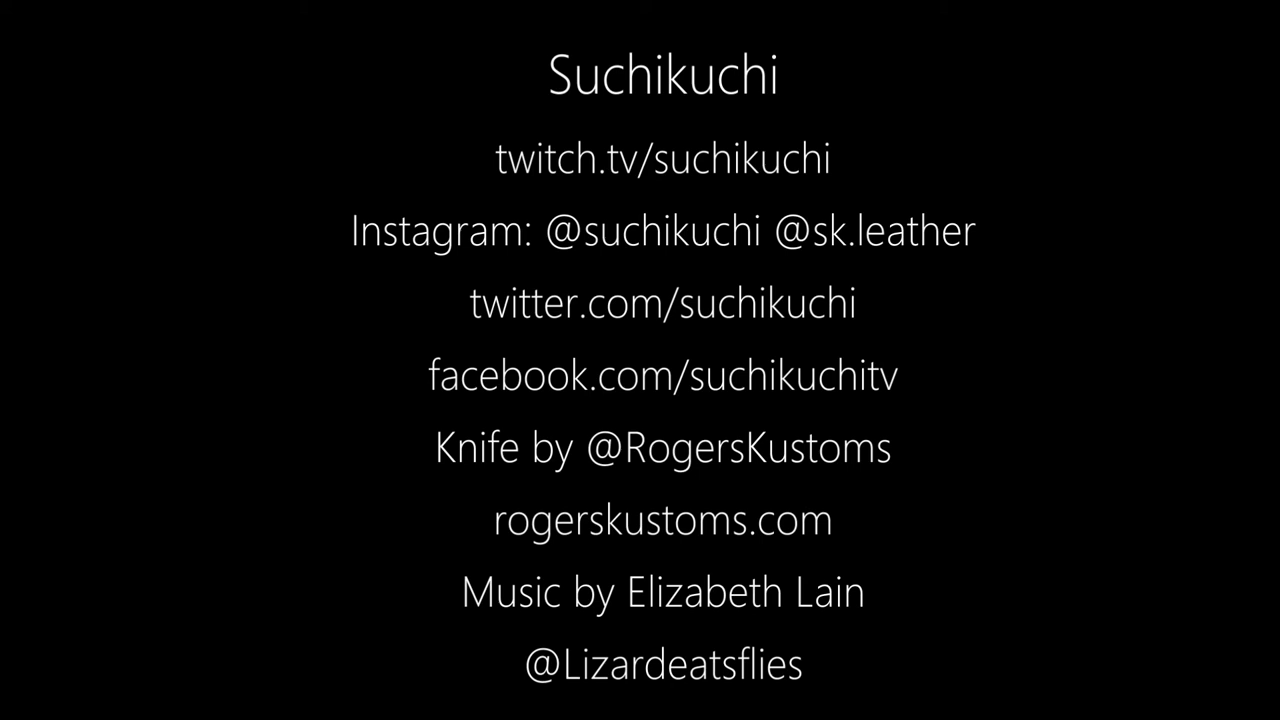 Suchikuchi
twitch.tv/suchikuchi
Instagram: @suchikuchi @sk.leather
twitter.com/suchikuchi
facebook.com/suchikuchitv
Knife by @RogersKustoms
rogerskustoms.com
Music by Elizabeth Lain
@Lizardeatsflies